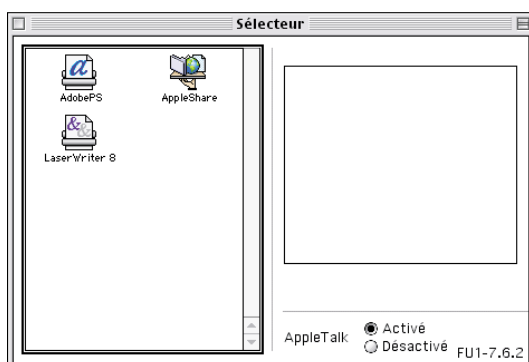 Sélecteur
AdobePS
AppleShare
LaserWriter 8
AppleTalk
Activé
Désactivé
FU1-7.6.2